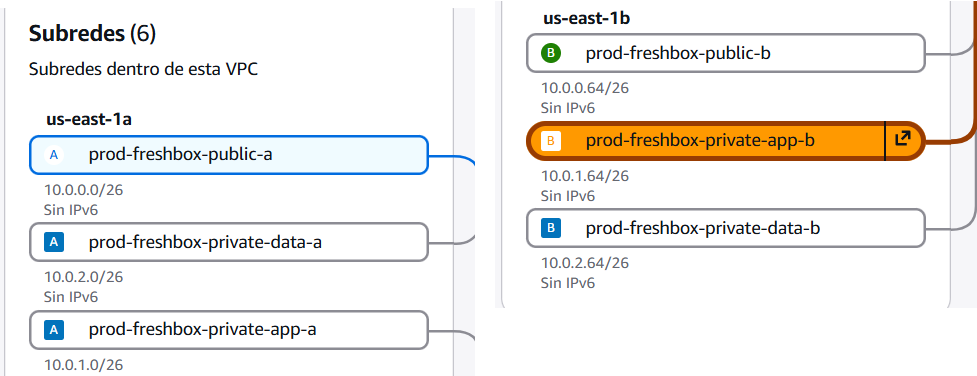 Subredes (6)
Subredes dentro de esta VPC
us-east-1a
A prod-freshbox-public-a
10.0.0.0/26
Sin IPv6
A prod-freshbox-private-data-a
10.0.2.0/26
Sin IPv6
A prod-freshbox-private-app-a
10.0.1.0/26
us-east-1b
B prod-freshbox-public-b
10.0.0.64/26
Sin IPv6
B prod-freshbox-private-app-b
10.0.1.64/26
Sin IPv6
B prod-freshbox-private-data-b
10.0.2.64/26
Sin IPv6